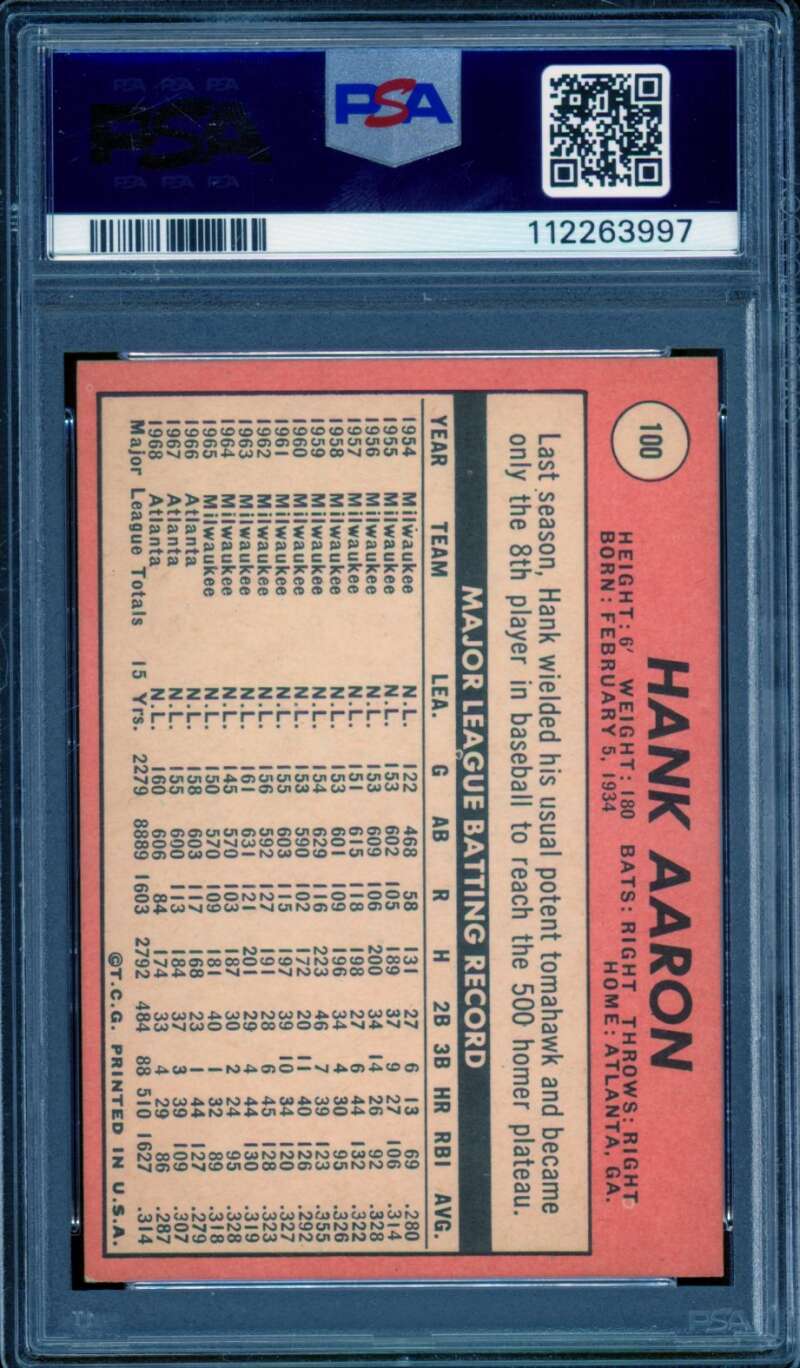 PSA PSA PSA
PSA
PSA PSA PSA
PSA
112263997
100
HANK AARON
HEIGHT: 6' WEIGHT: 180 BATS: RIGHT THROWS: RIGHT
BORN: FEBRUARY 5, 1934 HOME: ATLANTA, GA.
Last season, Hank wielded his usual potent tomahawk and became
only the 8th player in baseball to reach the 500 homer plateau.
MAJOR LEAGUE BATTING RECORD
YEAR TEAM LEA. G AB R H 2B 3B HR RBI AVG.
1954 Milwaukee N.L. 122 468 58 131 27 6 13 69 .280
1955 Milwaukee N.L. 153 602 105 189 37 9 27 106 .314
1956 Milwaukee N.L. 153 609 106 200 34 14 26 92 .328
1957 Milwaukee N.L. 151 615 118 198 27 6 44 132 .322
1958 Milwaukee N.L. 153 601 109 196 34 4 30 95 .326
1959 Milwaukee N.L. 154 629 116 223 46 7 39 123 .355
1960 Milwaukee N.L. 153 590 102 172 20 11 40 126 .292
1961 Milwaukee N.L. 155 603 115 197 39 10 34 120 .327
1962 Milwaukee N.L. 156 592 127 191 28 6 45 128 .323
1963 Milwaukee N.L. 161 631 121 201 29 4 44 130 .319
1964 Milwaukee N.L. 145 570 103 187 30 2 24 95 .328
1965 Milwaukee N.L. 150 570 109 181 40 1 32 89 .318
1966 Atlanta N.L. 158 603 117 168 23 1 44 127 .279
1967 Atlanta N.L. 155 600 113 184 37 3 39 109 .307
1968 Atlanta N.L. 160 606 84 174 33 4 29 86 .287
Major League Totals 15 Yrs. 2279 8889 1603 2792 484 88 510 1627 .314
©T.C.G. PRINTED IN U.S.A.
PSA